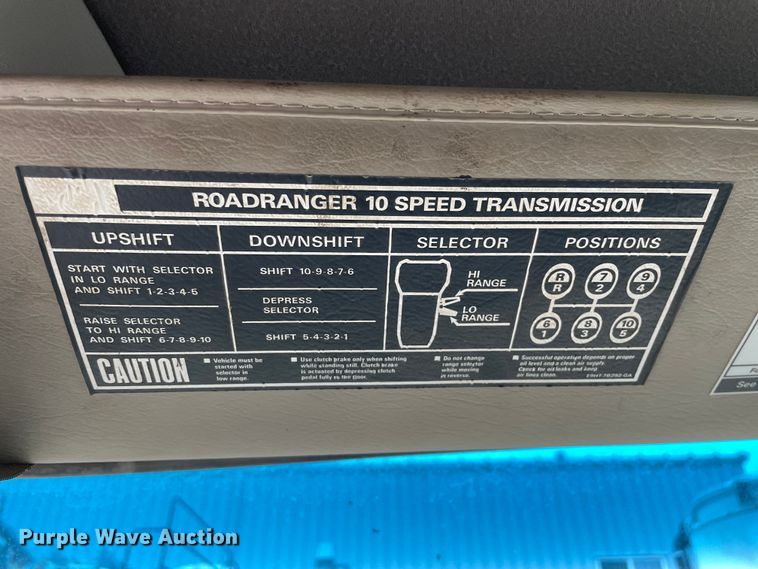 ROADRANGER 10 SPEED TRANSMISSION
UPSHIFT
START WITH SELECTOR
IN LO RANGE
AND SHIFT 1-2-3-4-5
RAISE SELECTOR
TO HI RANGE
AND SHIFT 6-7-8-9-10
DOWNSHIFT
SHIFT 10-9-8-7-6
DEPRESS
SELECTOR
SHIFT 5-4-3-2-1
SELECTOR
HI
RANGE
LO
RANGE
POSITIONS
R 7 9
R 2 4
6 8 10
1 3 5
CAUTION
Vehicle must be
started with
selector in
low range.
Use clutch brake only when shifting
while standing still. Clutch brake
is actuated by depressing clutch
pedal fully to the floor.
Do not change
range selector
while moving
in reverse.
Successful operation depends on proper
oil level and a clean air supply.
Check for air leaks and keep
air lines clean.
See
Purple Wave Auction